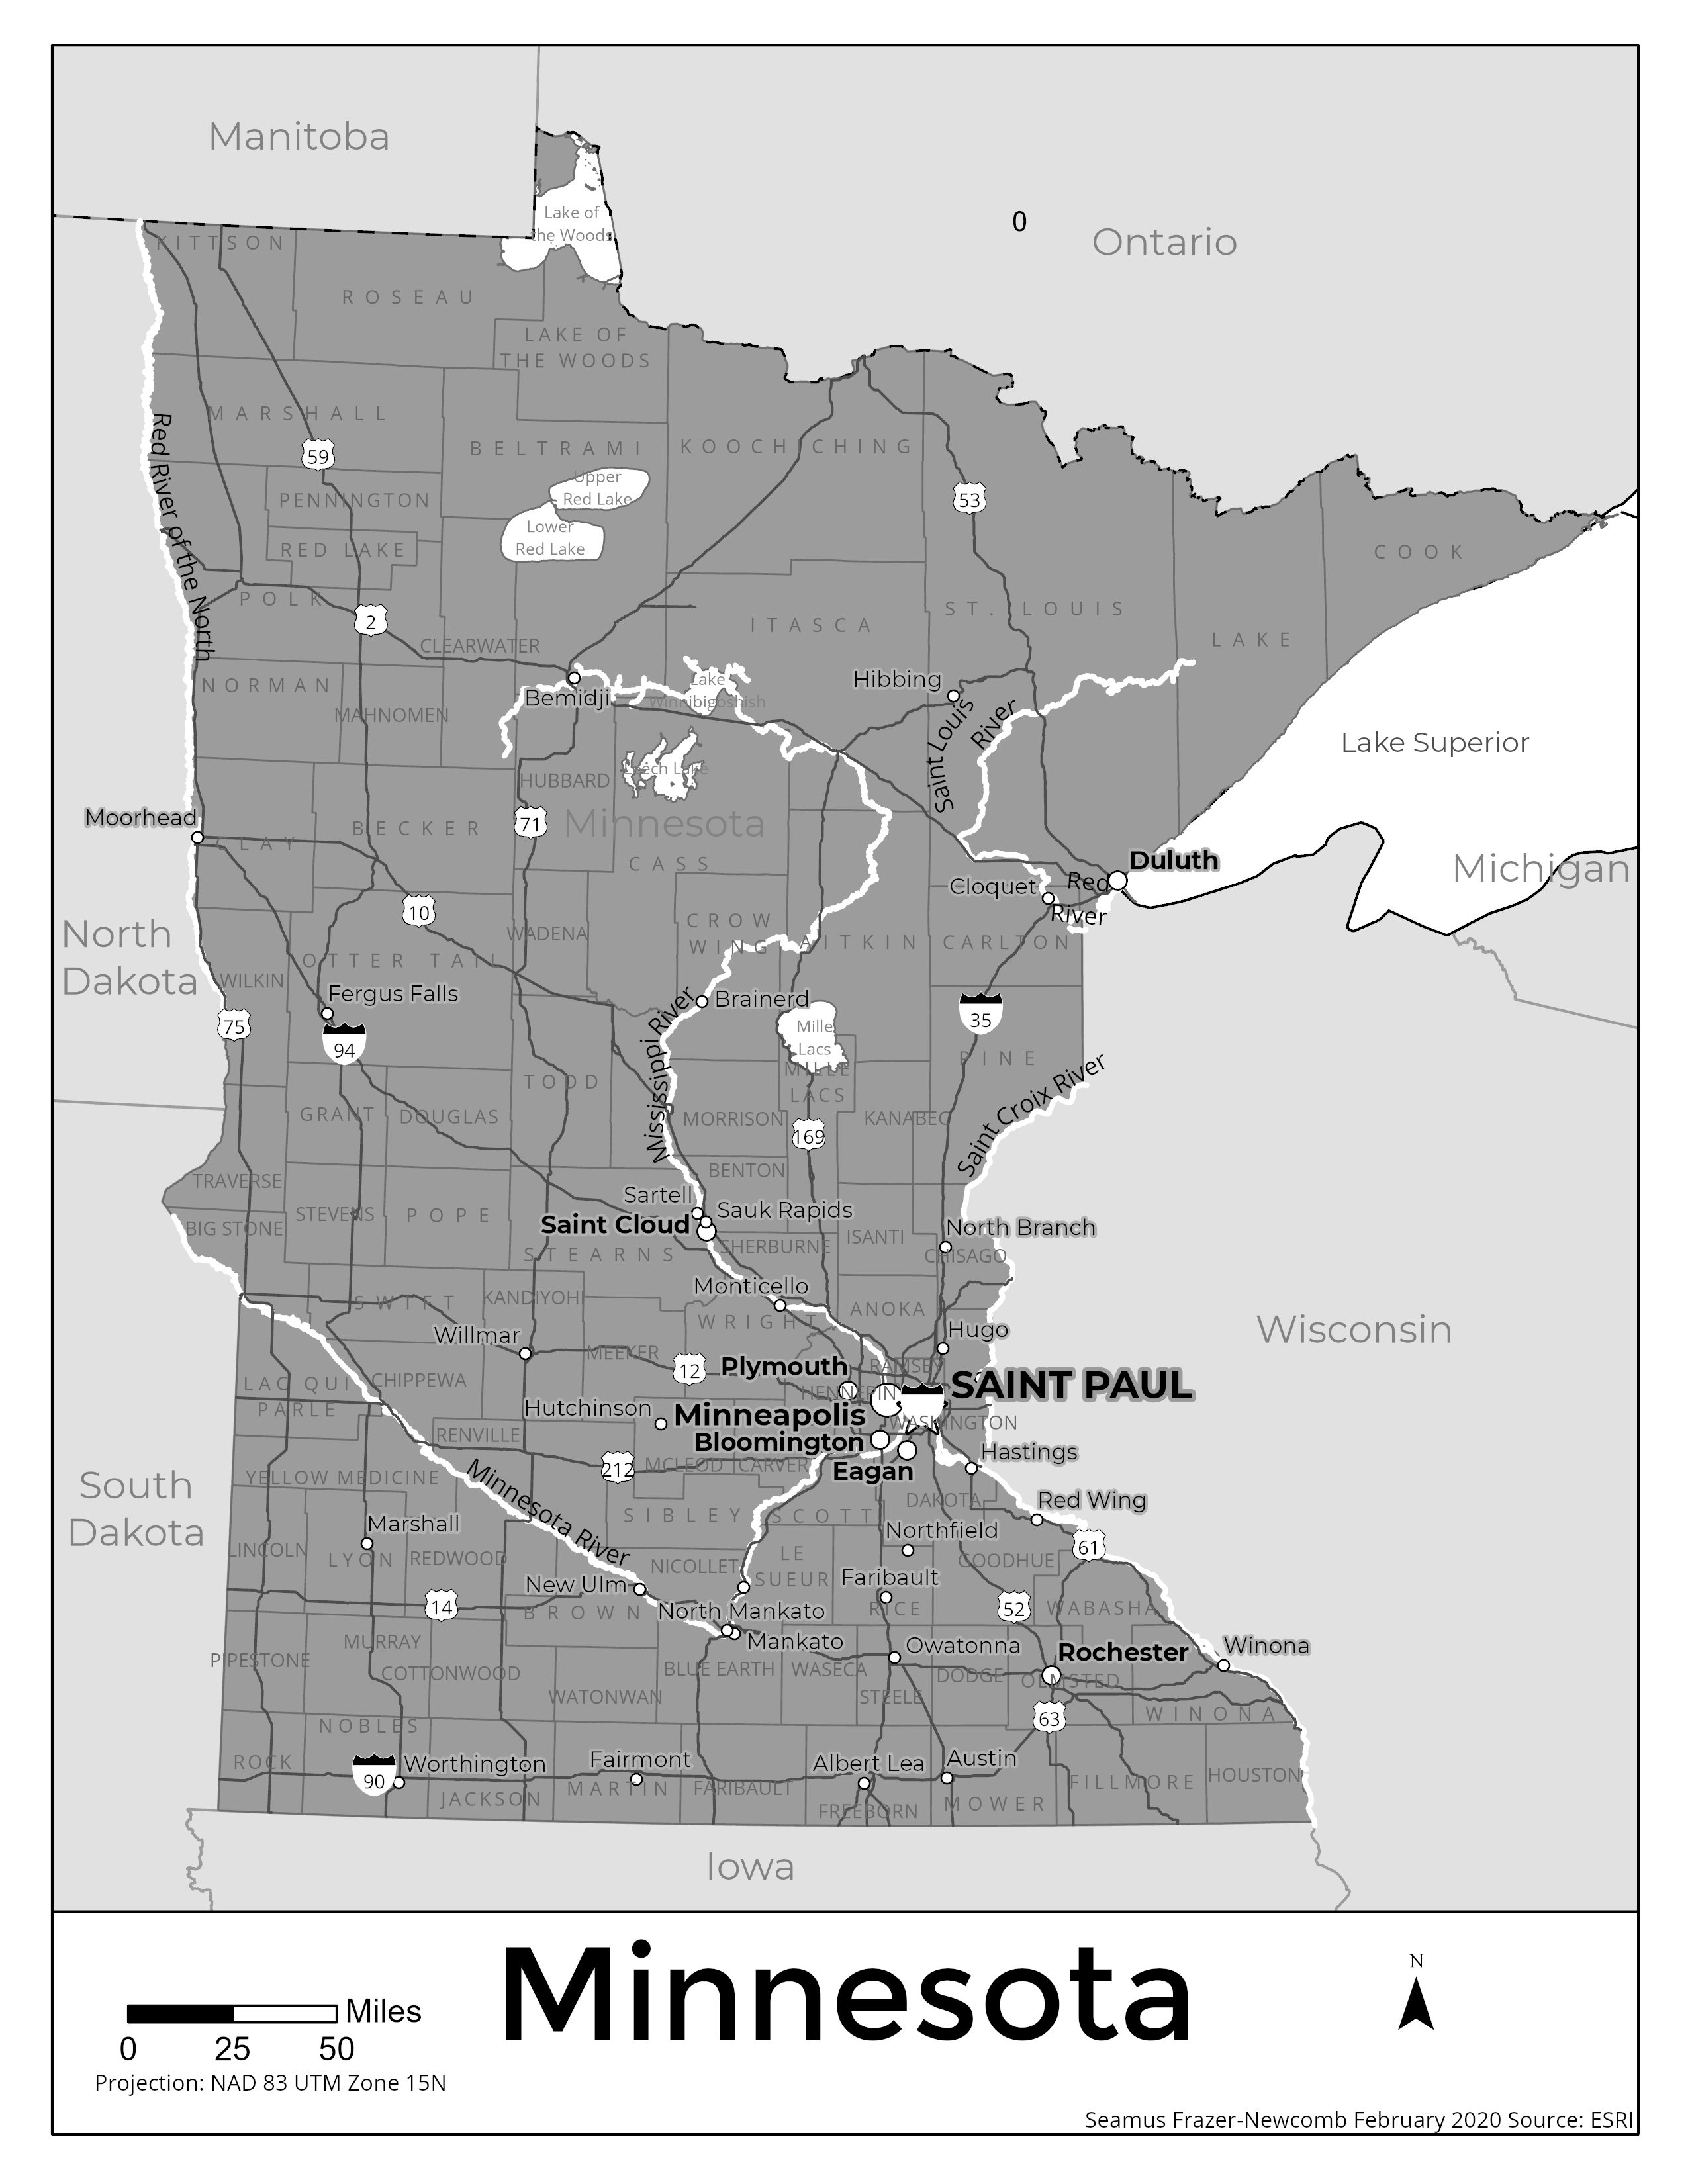 Manitoba
Lake of
the Woods
0
Ontario
KITTSON
ROSEAU
LAKE OF
THE WOODS
MARSHALL
BELTRAMI
KOOCHICHING
59
Red River of the North
Upper
Red Lake
PENNINGTON
53
Lower
Red Lake
RED LAKE
COOK
POLK
ST. LOUIS
2
ITASCA
CLEARWATER
LAKE
NORMAN
Hibbing
Lake
Winnibigoshish
Bemidji
MAHNOMEN
Saint Louis
River
Lake Superior
Leech Lake
HUBBARD
Moorhead
71
Minnesota
BECKER
CLAY
CASS
Duluth
Michigan
Cloquet
Red
River
10
CROW
WING
WADENA
AITKIN
CARLTON
North
Dakota
OTTER TAIL
WILKIN
Fergus Falls
Brainerd
75
94
Mille
Lacs
35
Mississippi River
PINE
MILLE
LACS
TODD
Saint Croix River
GRANT
DOUGLAS
MORRISON
KANABEC
169
BENTON
TRAVERSE
Sartell
Sauk Rapids
STEVENS
POPE
Saint Cloud
BIG STONE
North Branch
ISANTI
SHERBURNE
STEARNS
CHISAGO
Monticello
SWIFT
KANDIYOHI
ANOKA
WRIGHT
Wisconsin
Willmar
Hugo
MEEKER
12
Plymouth
RAMSEY
LAC QUI
PARLE
CHIPPEWA
HENNEPIN
SAINT PAUL
Hutchinson
Minneapolis
WASHINGTON
RENVILLE
Bloomington
Hastings
212
MCLEOD
CARVER
Eagan
YELLOW MEDICINE
South
Dakota
Minnesota River
DAKOTA
Red Wing
SIBLEY
SCOTT
Marshall
Northfield
61
LINCOLN
LYON
REDWOOD
NICOLLET
LE
SUEUR
GOODHUE
New Ulm
Faribault
14
BROWN
North Mankato
RICE
52
WABASHA
MURRAY
Mankato
Owatonna
Rochester
Winona
PIPESTONE
COTTONWOOD
BLUE EARTH
WASECA
DODGE
OLMSTED
WATONWAN
STEELE
63
WINONA
NOBLES
ROCK
90
Worthington
Fairmont
Albert Lea
Austin
MARTIN
FARIBAULT
FILLMORE
HOUSTON
JACKSON
FREEBORN
MOWER
Iowa
Minnesota
N
Miles
0 25 50
Projection: NAD 83 UTM Zone 15N
Seamus Frazer-Newcomb February 2020 Source: ESRI